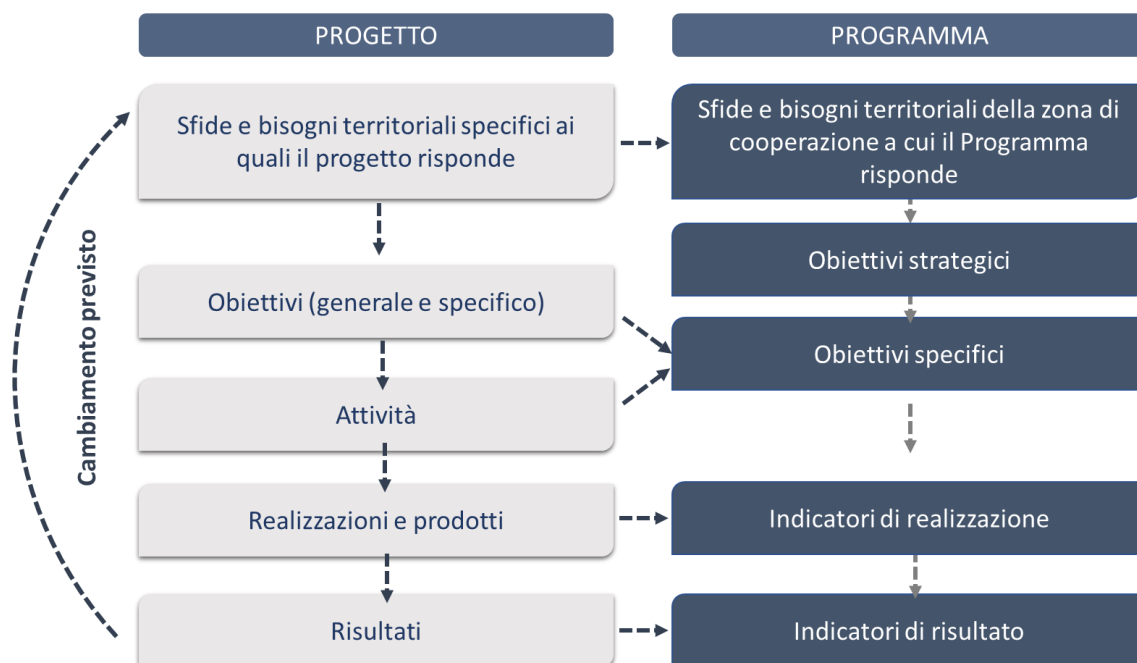 PROGETTO
PROGRAMMA
Sfide e bisogni territoriali specifici ai
quali il progetto risponde
Sfide e bisogni territoriali della zona di
cooperazione a cui il Programma
risponde
Cambiamento previsto
Obiettivi strategici
Obiettivi (generale e specifico)
Obiettivi specifici
Attività
Realizzazioni e prodotti
Indicatori di realizzazione
Risultati
Indicatori di risultato